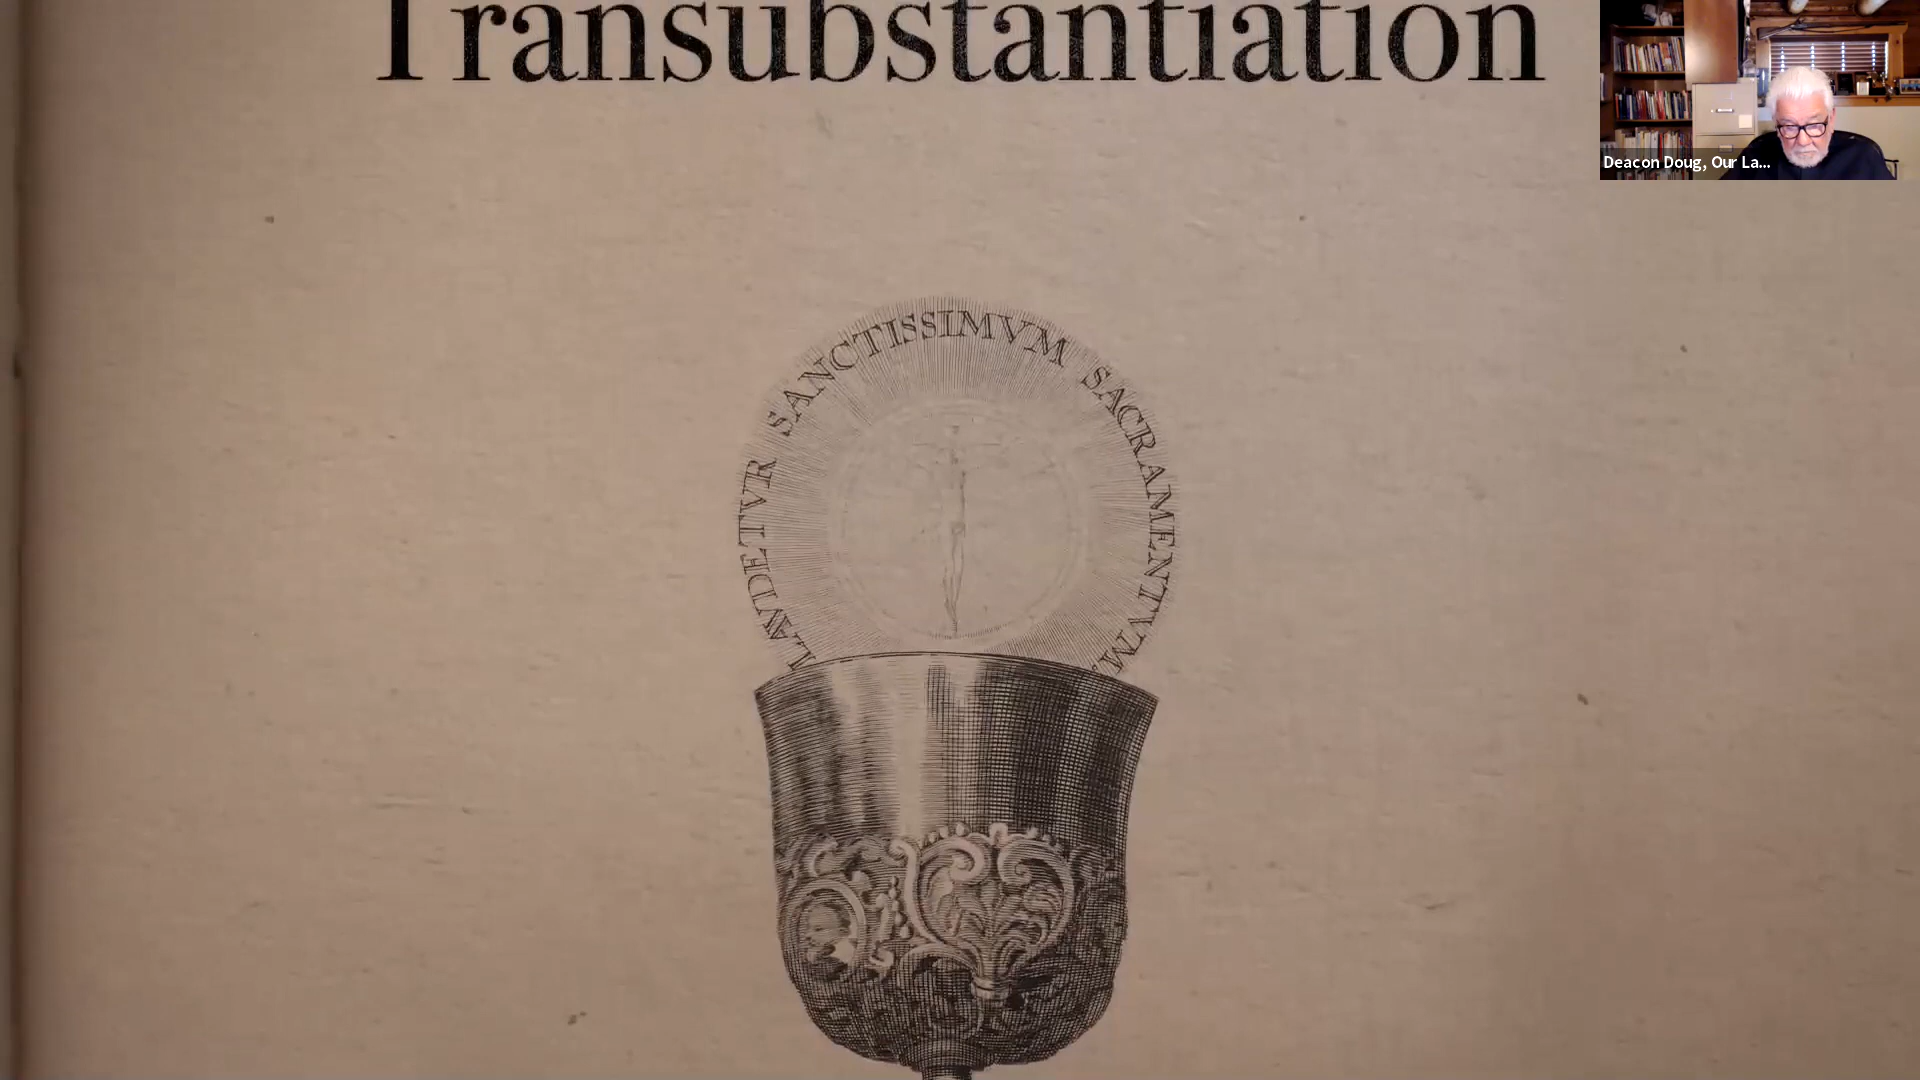 Transubstantiation
LAVDETVR SANCTISSIMVM SACRAMENTVM.
Deacon Doug, Our La...